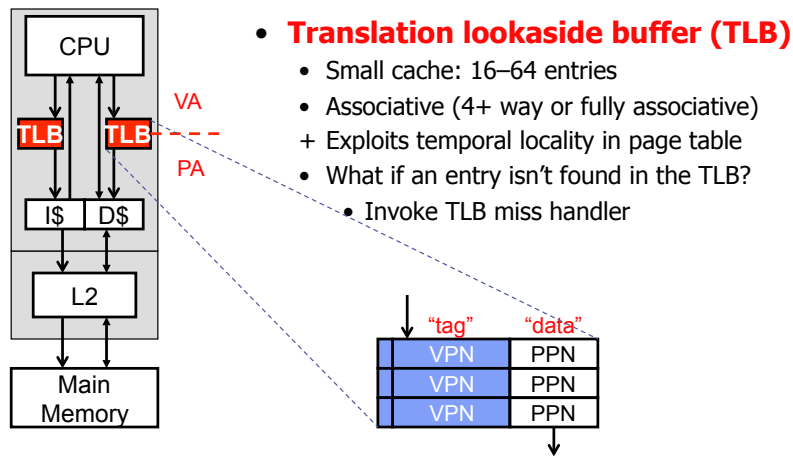 CPU
VA
TLB
TLB
PA
I$
D$
L2
Main
Memory
• Translation lookaside buffer (TLB)
• Small cache: 16–64 entries
• Associative (4+ way or fully associative)
+ Exploits temporal locality in page table
• What if an entry isn’t found in the TLB?
• Invoke TLB miss handler
“tag” “data”
VPN PPN
VPN PPN
VPN PPN